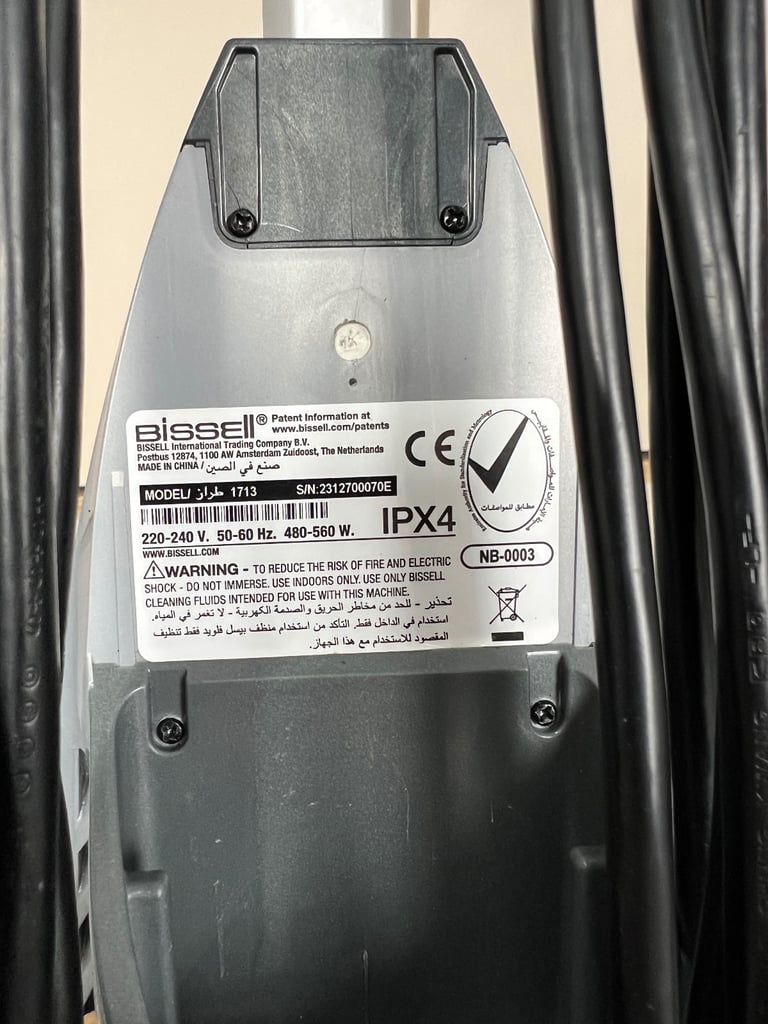 BISSELL®
Patent Information at
www.bissell.com/patents
BISSELL International Trading Company B.V.
Postbus 12874, 1100 AW Amsterdam Zuidoost, The Netherlands
MADE IN CHINA / صنع في الصين
MODEL/ طراز 1713 S/N:2312700070E
220-240 V. 50-60 Hz. 480-560 W.
IPX4
WWW.BISSELL.COM
WARNING - TO REDUCE THE RISK OF FIRE AND ELECTRIC
SHOCK - DO NOT IMMERSE. USE INDOORS ONLY. USE ONLY BISSELL
CLEANING FLUIDS INTENDED FOR USE WITH THIS MACHINE.
تحذير - للحد من مخاطر الحريق والصدمة الكهربية - لا تغمر في المياه.
استخدام في الداخل فقط. التأكد من استخدام منظف بيسل فلويد فقط تنظيف
المقصود للاستخدام مع هذا الجهاز.
CE
مطابق للمواصفات
NB-0003